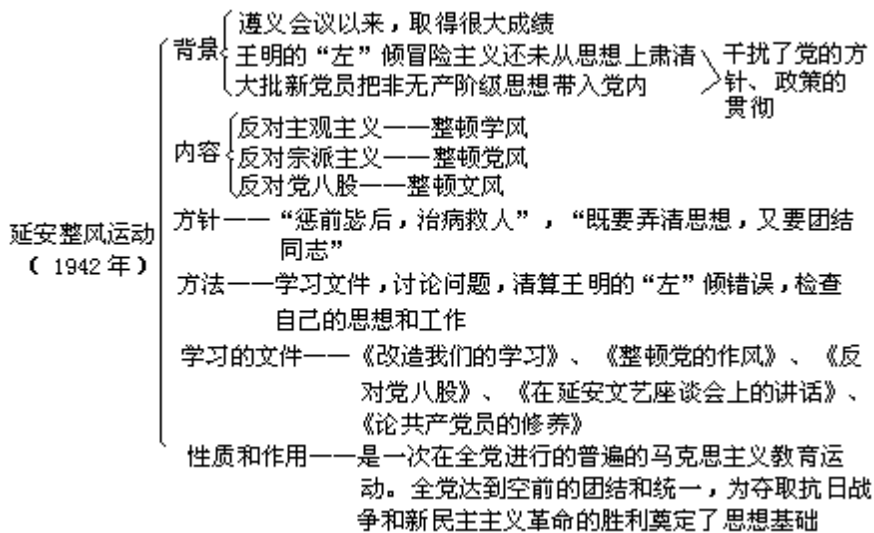 遵义会议以来，取得很大成绩
背景
王明的“左”倾冒险主义还未从思想上肃清
大批新党员把非无产阶级思想带入党内
干扰了党的方
针、政策的
贯彻
反对主观主义——整顿学风
内容
反对宗派主义——整顿党风
反对党八股——整顿文风
延安整风运动
（1942年）
方针——“惩前毖后，治病救人”，“既要弄清思想，又要团结
同志”
方法——学习文件，讨论问题，清算王明的“左”倾错误，检查
自己的思想和工作
学习的文件——《改造我们的学习》、《整顿党的作风》、《反
对党八股》、《在延安文艺座谈会上的讲话》、
《论共产党员的修养》
性质和作用——是一次在全党进行的普遍的马克思主义教育运
动。全党达到空前的团结和统一，为夺取抗日战
争和新民主主义革命的胜利奠定了思想基础